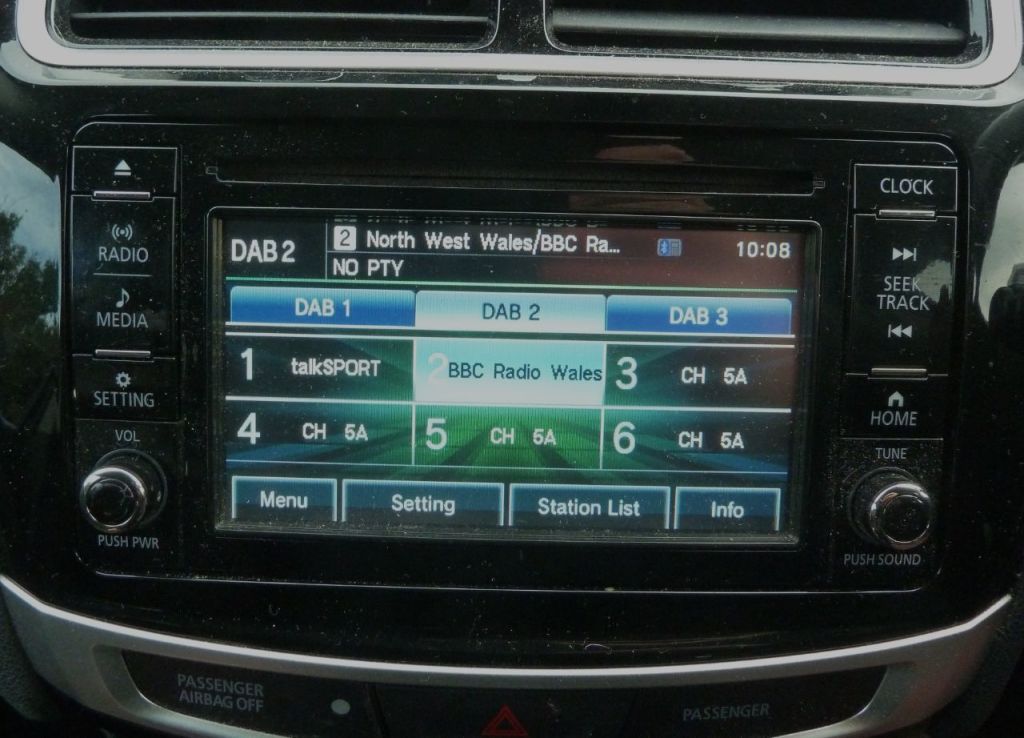 CLOCK
RADIO
MEDIA
SETTING
VOL
PUSH PWR
DAB 2
2 North West Wales/BBC Ra...
10:08
NO PTY
DAB 1 DAB 2 DAB 3
1 talkSPORT
2 BBC Radio Wales
3 CH 5A
4 CH 5A
5 CH 5A
6 CH 5A
Menu Setting Station List Info
SEEK
TRACK
HOME
TUNE
PUSH SOUND
PASSENGER
AIRBAG OFF
PASSENGER